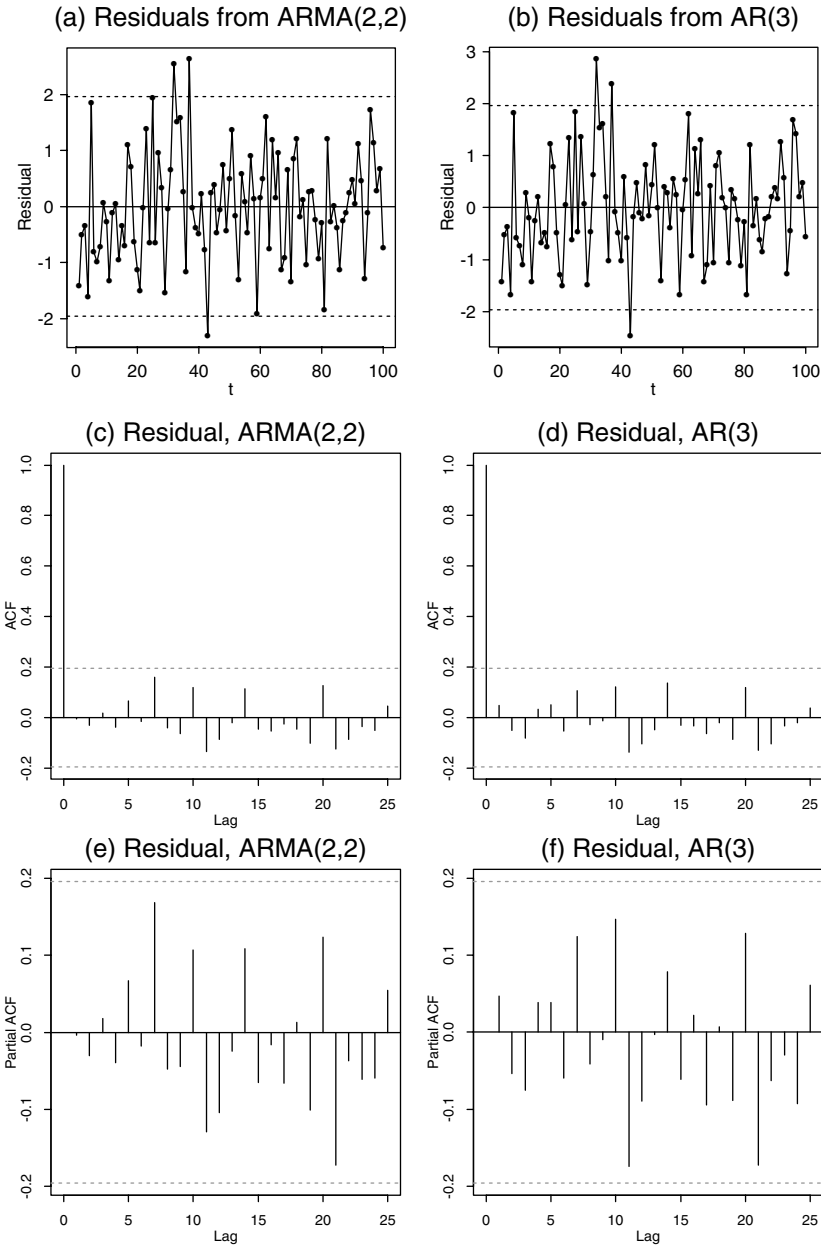 (a) Residuals from ARMA(2,2)
Residual
2
1
0
-1
-2
0 20 40 60 80 100
t
(b) Residuals from AR(3)
Residual
3
2
1
0
-1
-2
0 20 40 60 80 100
t
(c) Residual, ARMA(2,2)
ACF
1.0
0.8
0.6
0.4
0.2
0.0
-0.2
0 5 10 15 20 25
Lag
(d) Residual, AR(3)
ACF
1.0
0.8
0.6
0.4
0.2
0.0
-0.2
0 5 10 15 20 25
Lag
(e) Residual, ARMA(2,2)
Partial ACF
0.2
0.1
0.0
-0.1
-0.2
0 5 10 15 20 25
Lag
(f) Residual, AR(3)
Partial ACF
0.2
0.1
0.0
-0.1
-0.2
0 5 10 15 20 25
Lag